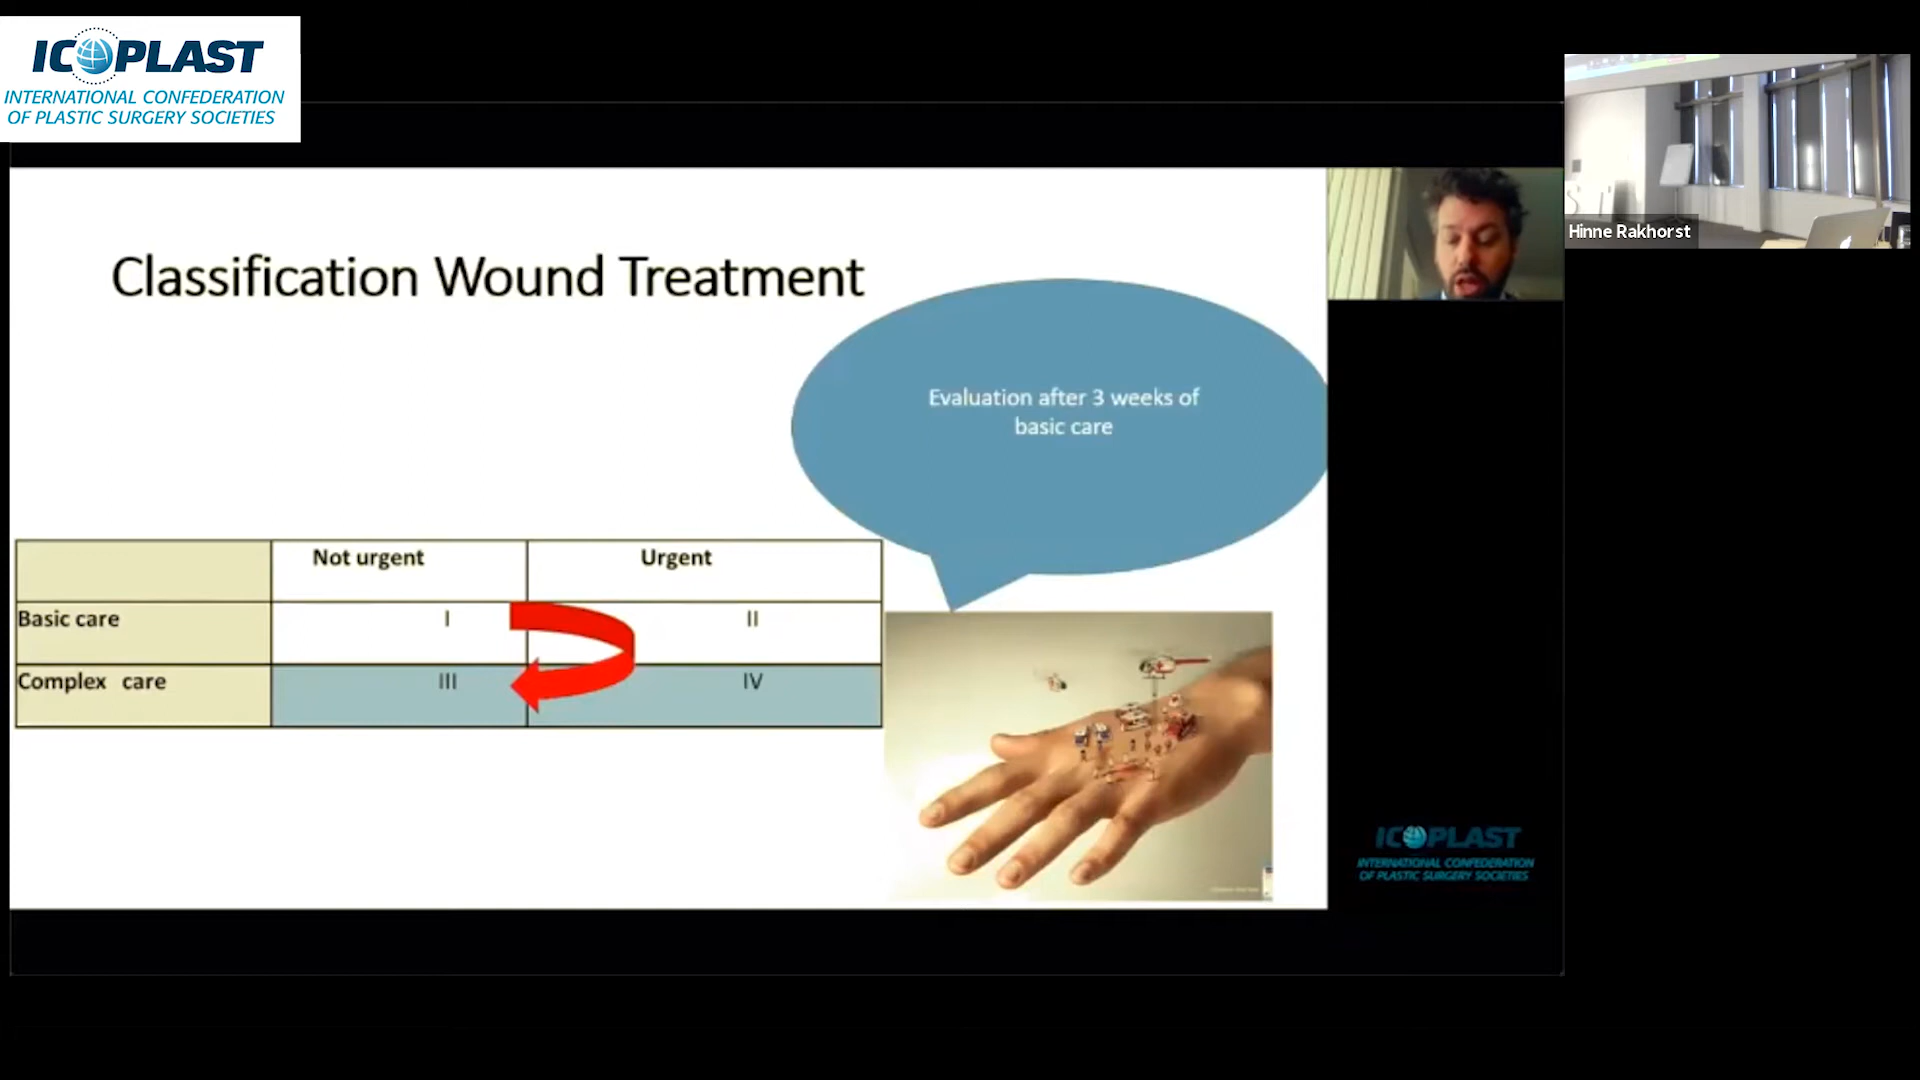 ICOPLAST
INTERNATIONAL CONFEDERATION
OF PLASTIC SURGERY SOCIETIES
Hinne Rakhorst
Classification Wound Treatment
Evaluation after 3 weeks of
basic care
Not urgent Urgent
Basic care I II
Complex care III IV
ICOPLAST
INTERNATIONAL CONFEDERATION
OF PLASTIC SURGERY SOCIETIES